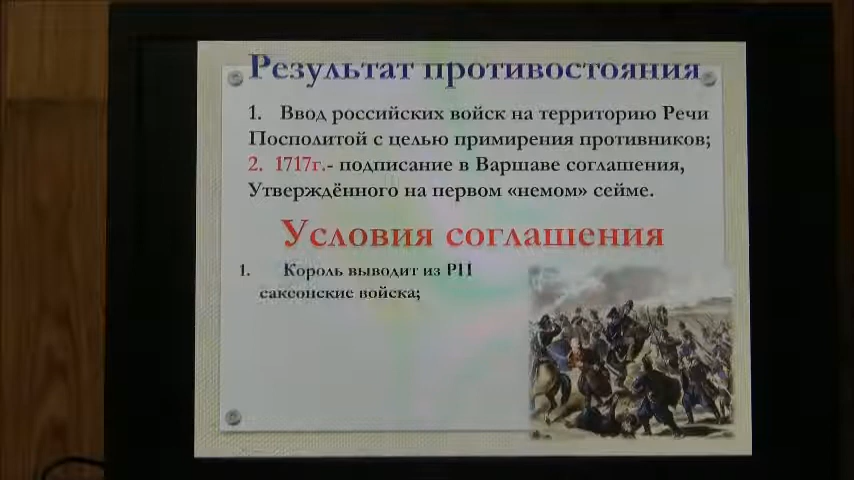 Результат противостояния
1. Ввод российских войск на территорию Речи
Посполитой с целью примирения противников;
2. 1717г.- подписание в Варшаве соглашения,
Утверждённого на первом «немом» сейме.
Условия соглашения
1. Король выводит из РП
саксонские войска;